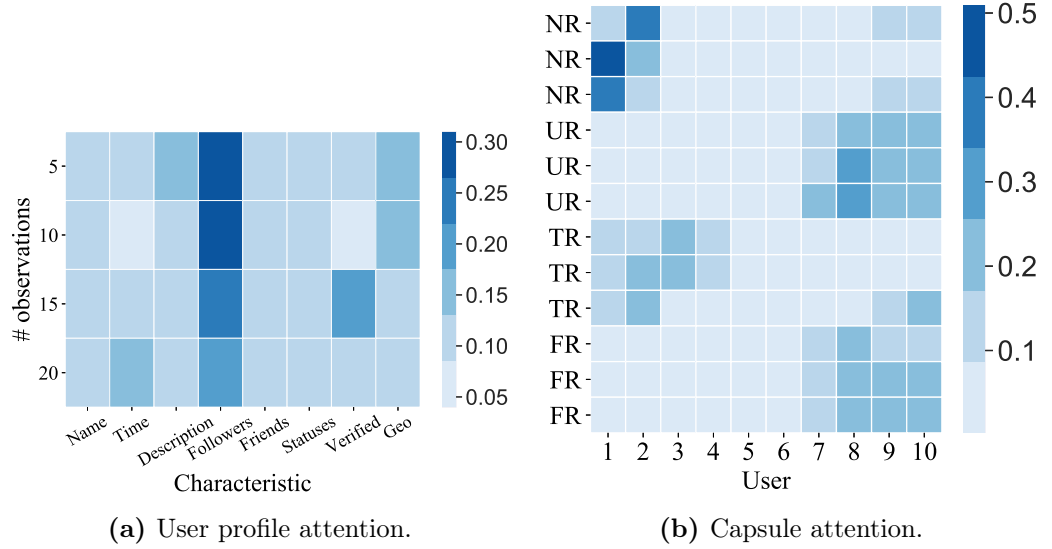 # observations
5
10
15
20
Name Time Description Followers Friends Statuses Verified Geo
Characteristic
0.30
0.25
0.20
0.15
0.10
0.05
(a) User profile attention.
NR
NR
NR
UR
UR
UR
TR
TR
TR
FR
FR
FR
1 2 3 4 5 6 7 8 9 10
User
0.5
0.4
0.3
0.2
0.1
(b) Capsule attention.